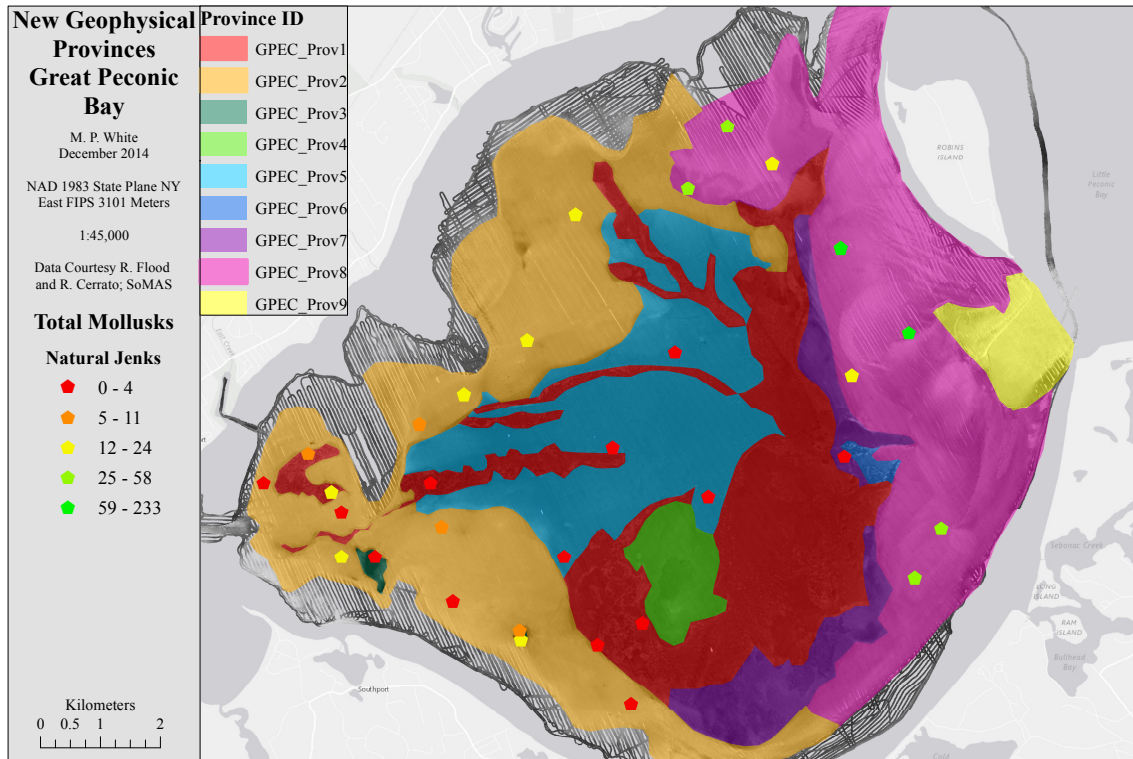 New Geophysical
Provinces
Great Peconic
Bay
M. P. White
December 2014
NAD 1983 State Plane NY
East FIPS 3101 Meters
1:45,000
Data Courtesy R. Flood
and R. Cerrato; SoMAS
Total Mollusks
Natural Jenks
0 - 4
5 - 11
12 - 24
25 - 58
59 - 233
Kilometers
0 0.5 1 2
Province ID
GPEC_Prov1
GPEC_Prov2
GPEC_Prov3
GPEC_Prov4
GPEC_Prov5
GPEC_Prov6
GPEC_Prov7
GPEC_Prov8
GPEC_Prov9
ROBINS
ISLAND
Little
Peconic
Bay
Sebonac Creek
ISLAND
RAM
ISLAND
Bullhead
Bay
Southport
Cold